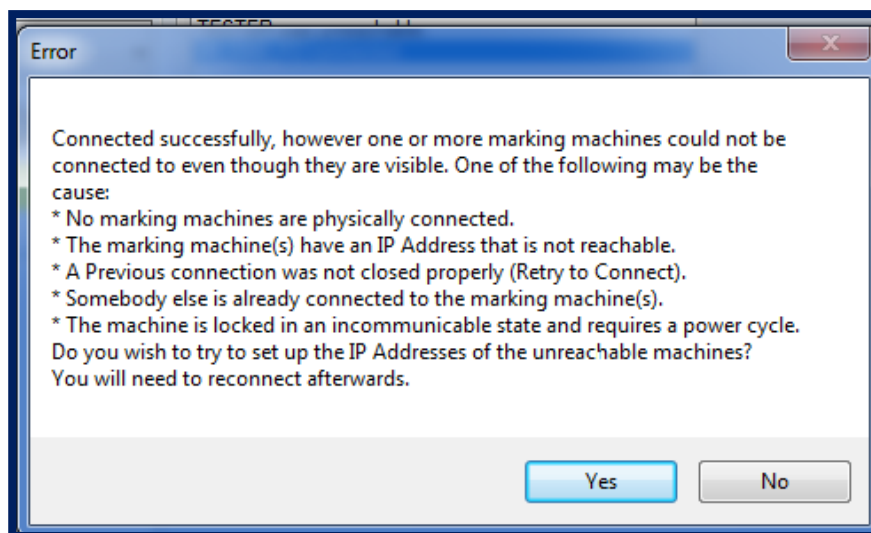 Error
Connected successfully, however one or more marking machines could not be
connected to even though they are visible. One of the following may be the
cause:
* No marking machines are physically connected.
* The marking machine(s) have an IP Address that is not reachable.
* A Previous connection was not closed properly (Retry to Connect).
* Somebody else is already connected to the marking machine(s).
* The machine is locked in an incommunicable state and requires a power cycle.
Do you wish to try to set up the IP Addresses of the unreachable machines?
You will need to reconnect afterwards.
Yes
No